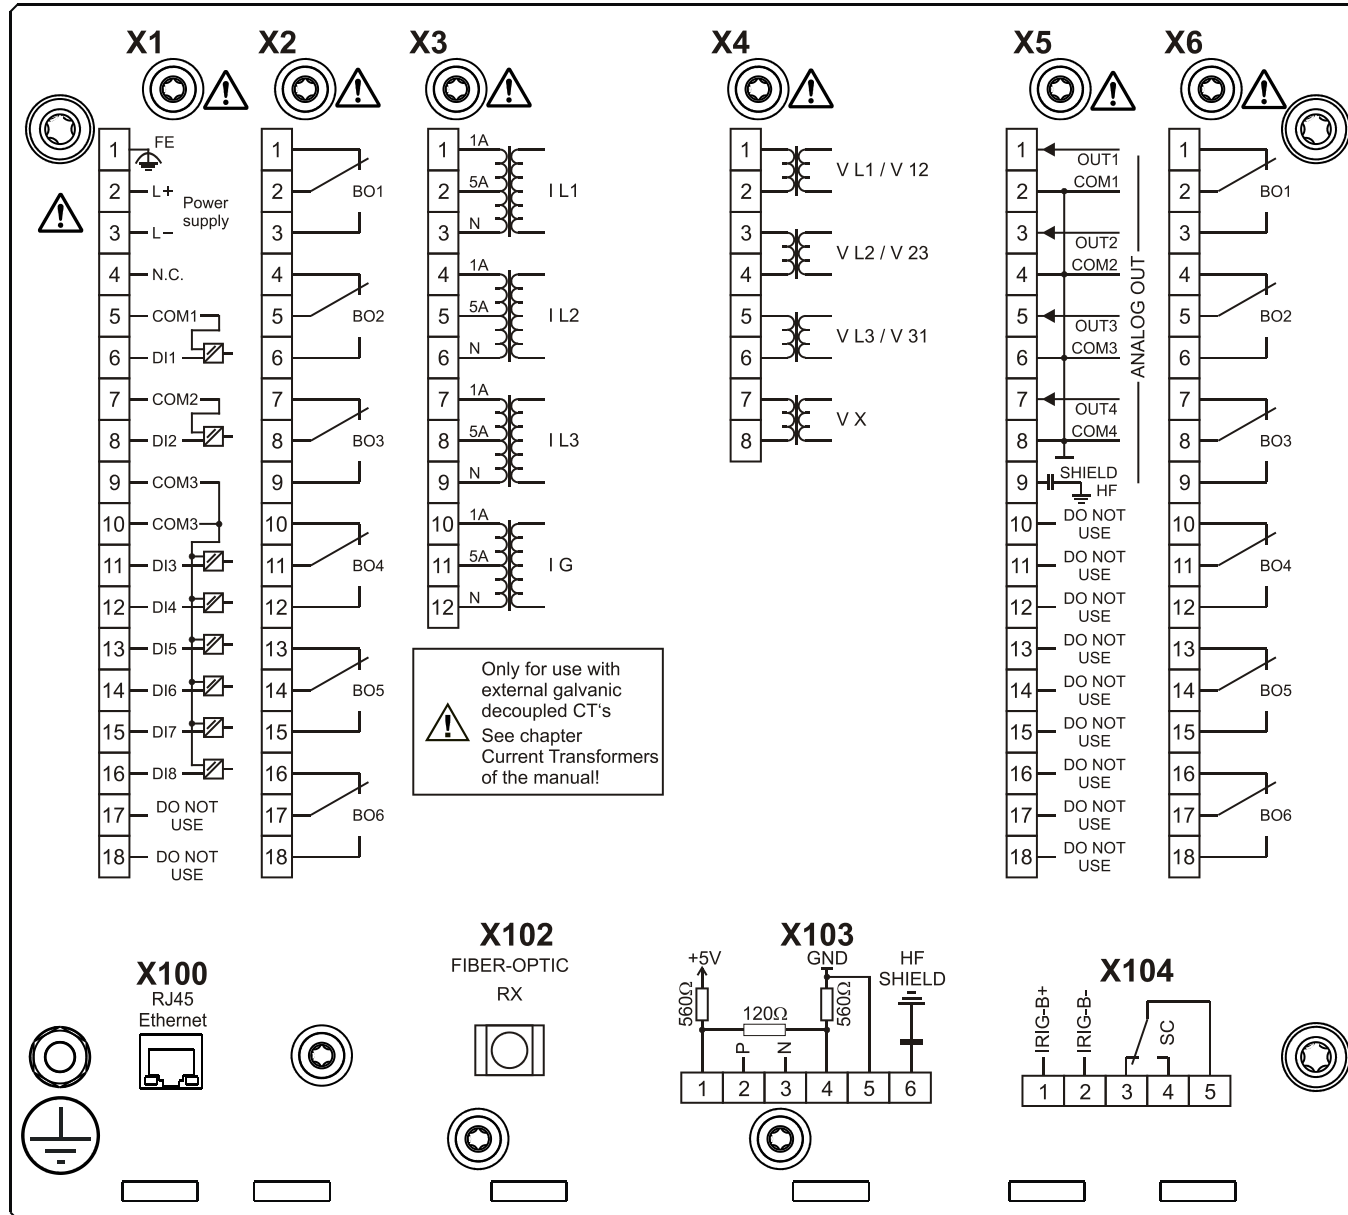 X1 X2 X3 X4 X5 X6
1 FE
2 L+
3 L–
Power
supply
4 N.C.
5 COM1
6 DI1
7 COM2
8 DI2
9 COM3
10 COM3
11 DI3
12 DI4
13 DI5
14 DI6
15 DI7
16 DI8
17 DO NOT
USE
18 DO NOT
USE
1
2 BO1
3
4
5 BO2
6
7
8 BO3
9
10
11 BO4
12
13
14 BO5
15
16
17 BO6
18
1 1A
2 5A I L1
3 N
4 1A
5 5A I L2
6 N
7 1A
8 5A I L3
9 N
10 1A
11 5A I G
12 N
Only for use with
external galvanic
decoupled CT‘s
See chapter
Current Transformers
of the manual!
1
2
V L1 / V 12
3
4
V L2 / V 23
5
6
V L3 / V 31
7
8
V X
1 OUT1
2 COM1
3 OUT2
4 COM2
5 OUT3
6 COM3
7 OUT4
8 COM4
ANALOG OUT
9 SHIELD
HF
10 DO NOT
USE
11 DO NOT
USE
12 DO NOT
USE
13 DO NOT
USE
14 DO NOT
USE
15 DO NOT
USE
16 DO NOT
USE
17 DO NOT
USE
18 DO NOT
USE
1
2 BO1
3
4
5 BO2
6
7
8 BO3
9
10
11 BO4
12
13
14 BO5
15
16
17 BO6
18
X100
RJ45
Ethernet
X102
FIBER-OPTIC
RX
X103
+5V GND HF
SHIELD
560Ω 120Ω 560Ω
P N
1 2 3 4 5 6
X104
IRIG-B+ IRIG-B- SC
1 2 3 4 5